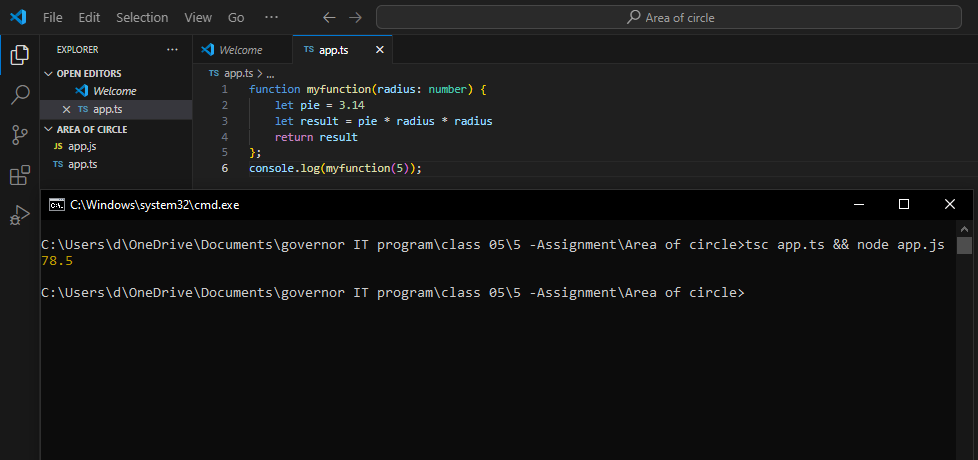 File Edit Selection View Go ··· Area of circle
EXPLORER ···
Welcome
TS app.ts
OPEN EDITORS
Welcome
TS app.ts
AREA OF CIRCLE
JS app.js
TS app.ts
TS app.ts > ...
1 function myfunction(radius: number) {
2 let pie = 3.14
3 let result = pie * radius * radius
4 return result
5 };
6 console.log(myfunction(5));
C:\Windows\system32\cmd.exe
C:\Users\d\OneDrive\Documents\governor IT program\class 05\5 -Assignment\Area of circle>tsc app.ts && node app.js
78.5
C:\Users\d\OneDrive\Documents\governor IT program\class 05\5 -Assignment\Area of circle>